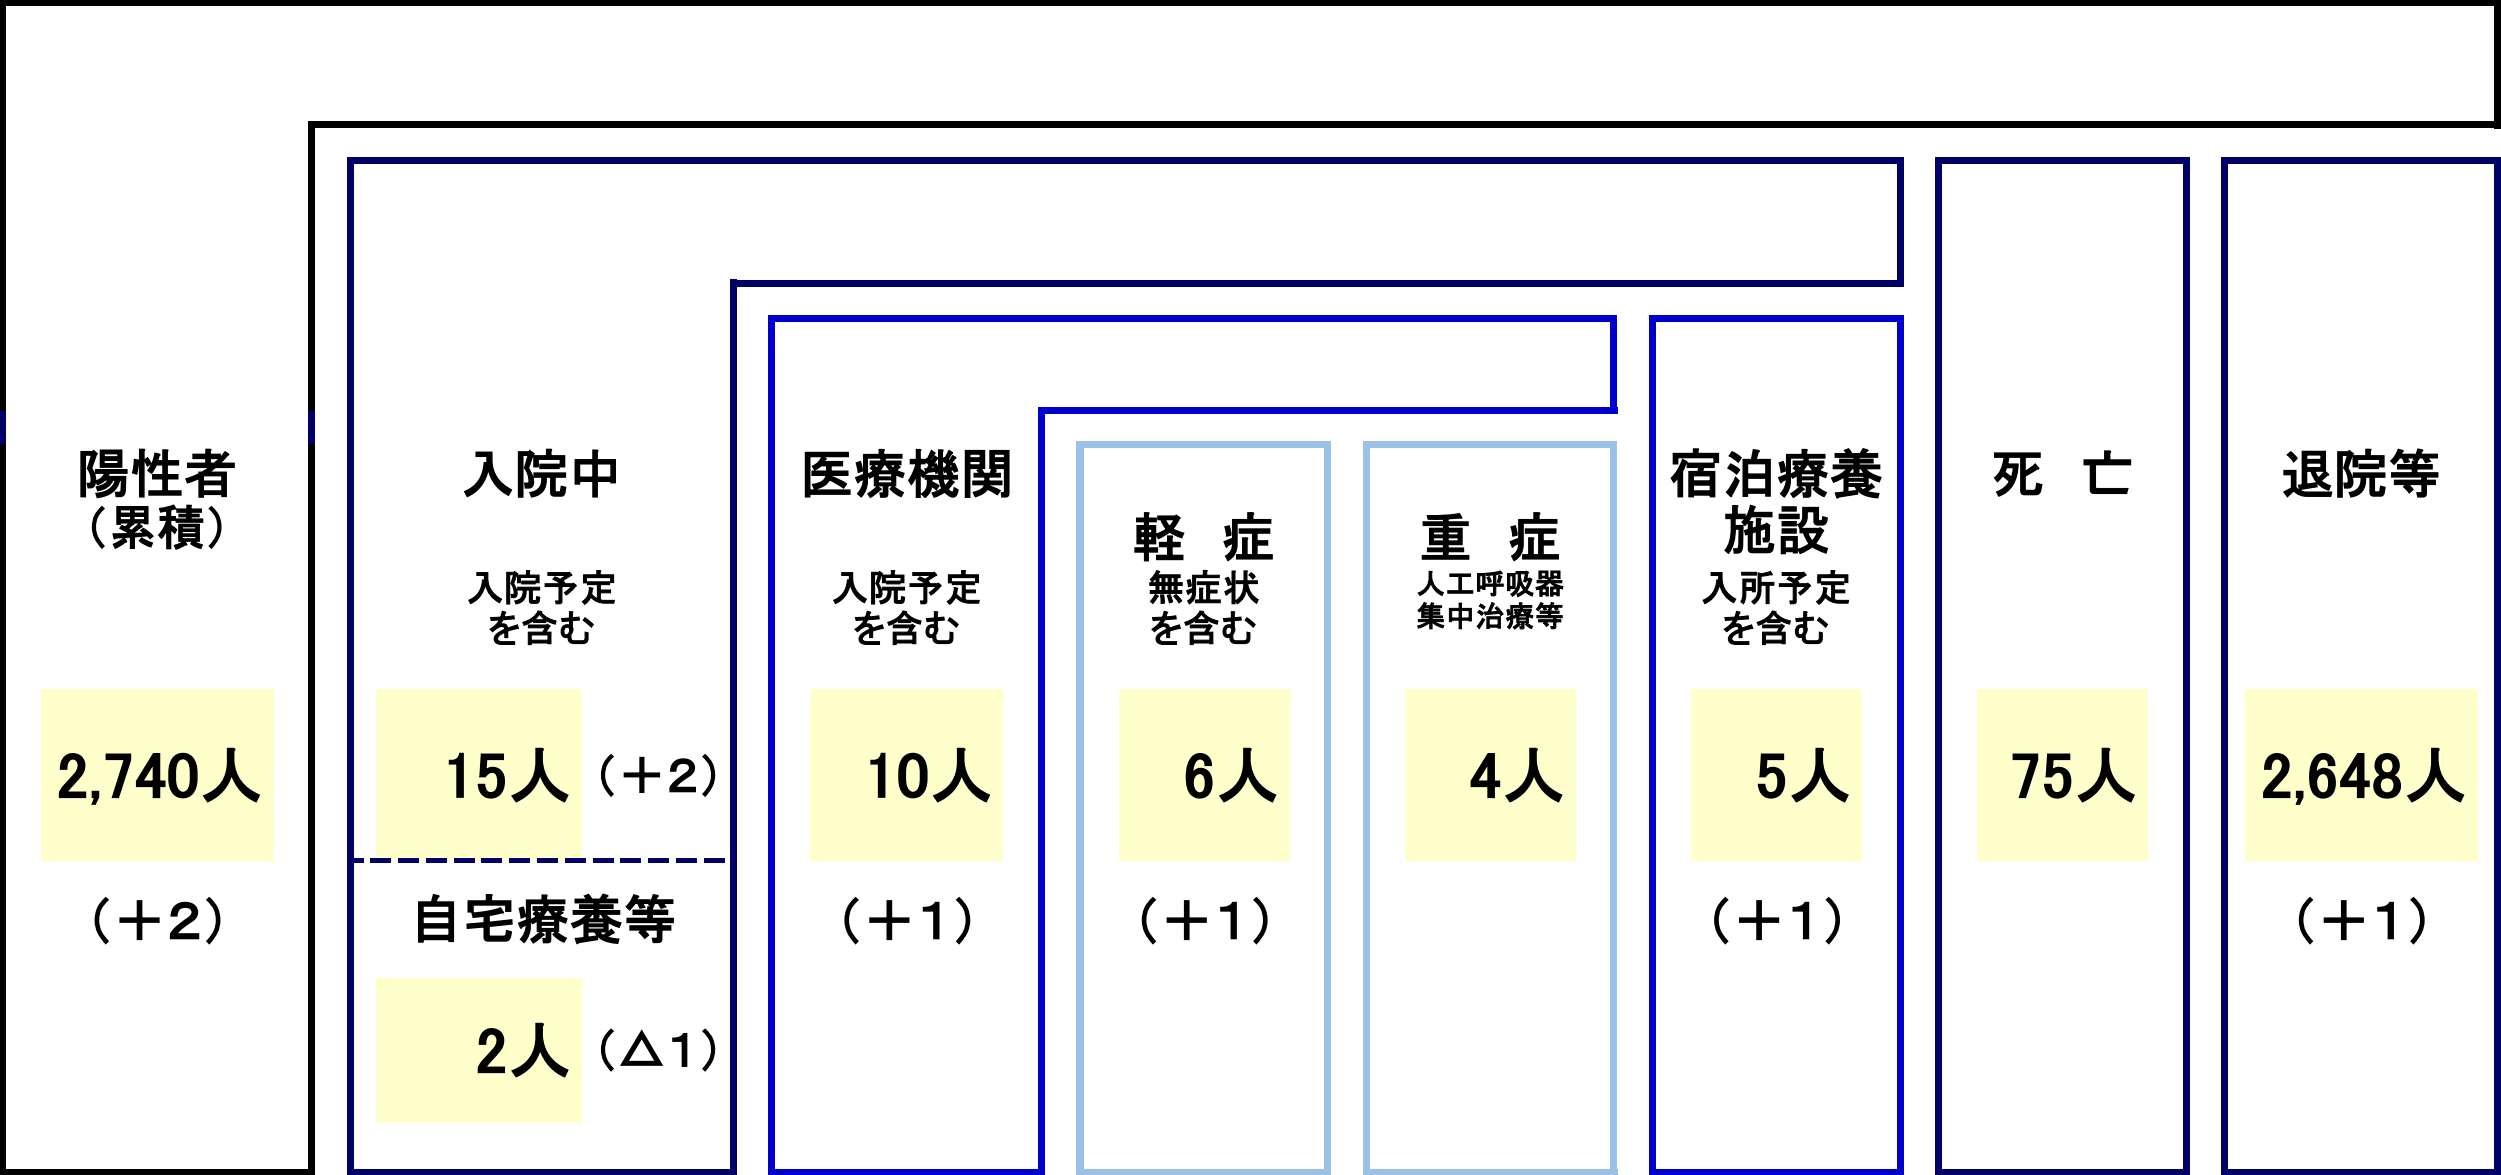 陽性者
（累積）
2,740人
（＋2）
入院中
入院予定
を含む
15人（＋2）
自宅療養等
2人（△1）
医療機関
入院予定
を含む
10人
（＋1）
軽　症
無症状
を含む
6人
（＋1）
重　症
人工呼吸器
集中治療等
4人
宿泊療養
施設
入所予定
を含む
5人
（＋1）
死　亡
75人
退院等
2,648人
（＋1）